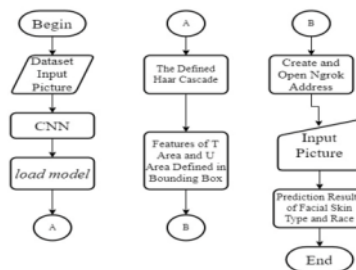 Begin
Dataset
Input
Picture
CNN
load model
A
A
The Defined
Haar Cascade
Features of T
Area and U
Area Defined in
Bounding Box
B
B
Create and
Open Ngrok
Address
Input
Picture
Prediction Result
of Facial Skin
Type and Race
End